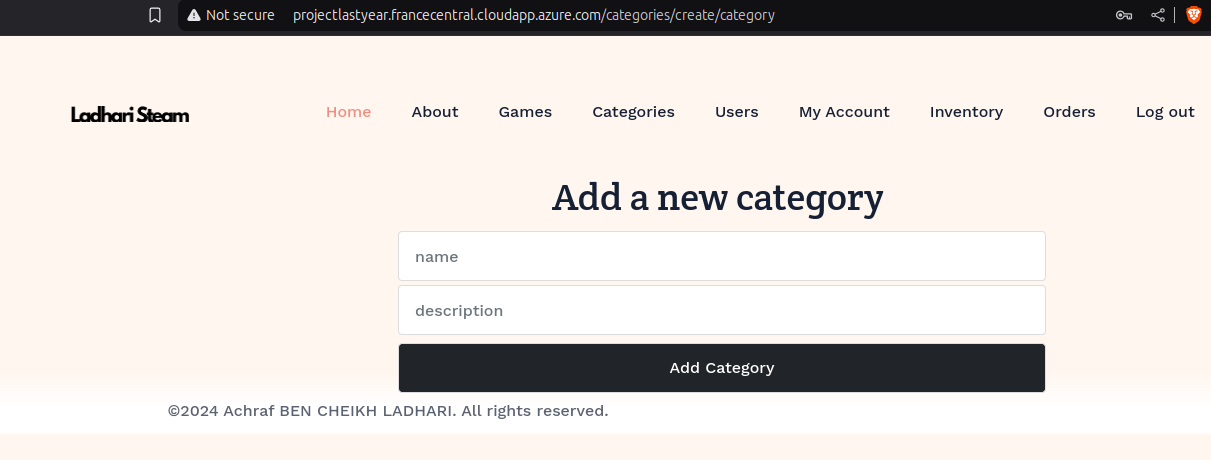 Not secure projectlastyear.francecentral.cloudapp.azure.com/categories/create/category
Ladhari Steam Home About Games Categories Users My Account Inventory Orders Log out
Add a new category
name
description
Add Category
©2024 Achraf BEN CHEIKH LADHARI. All rights reserved.